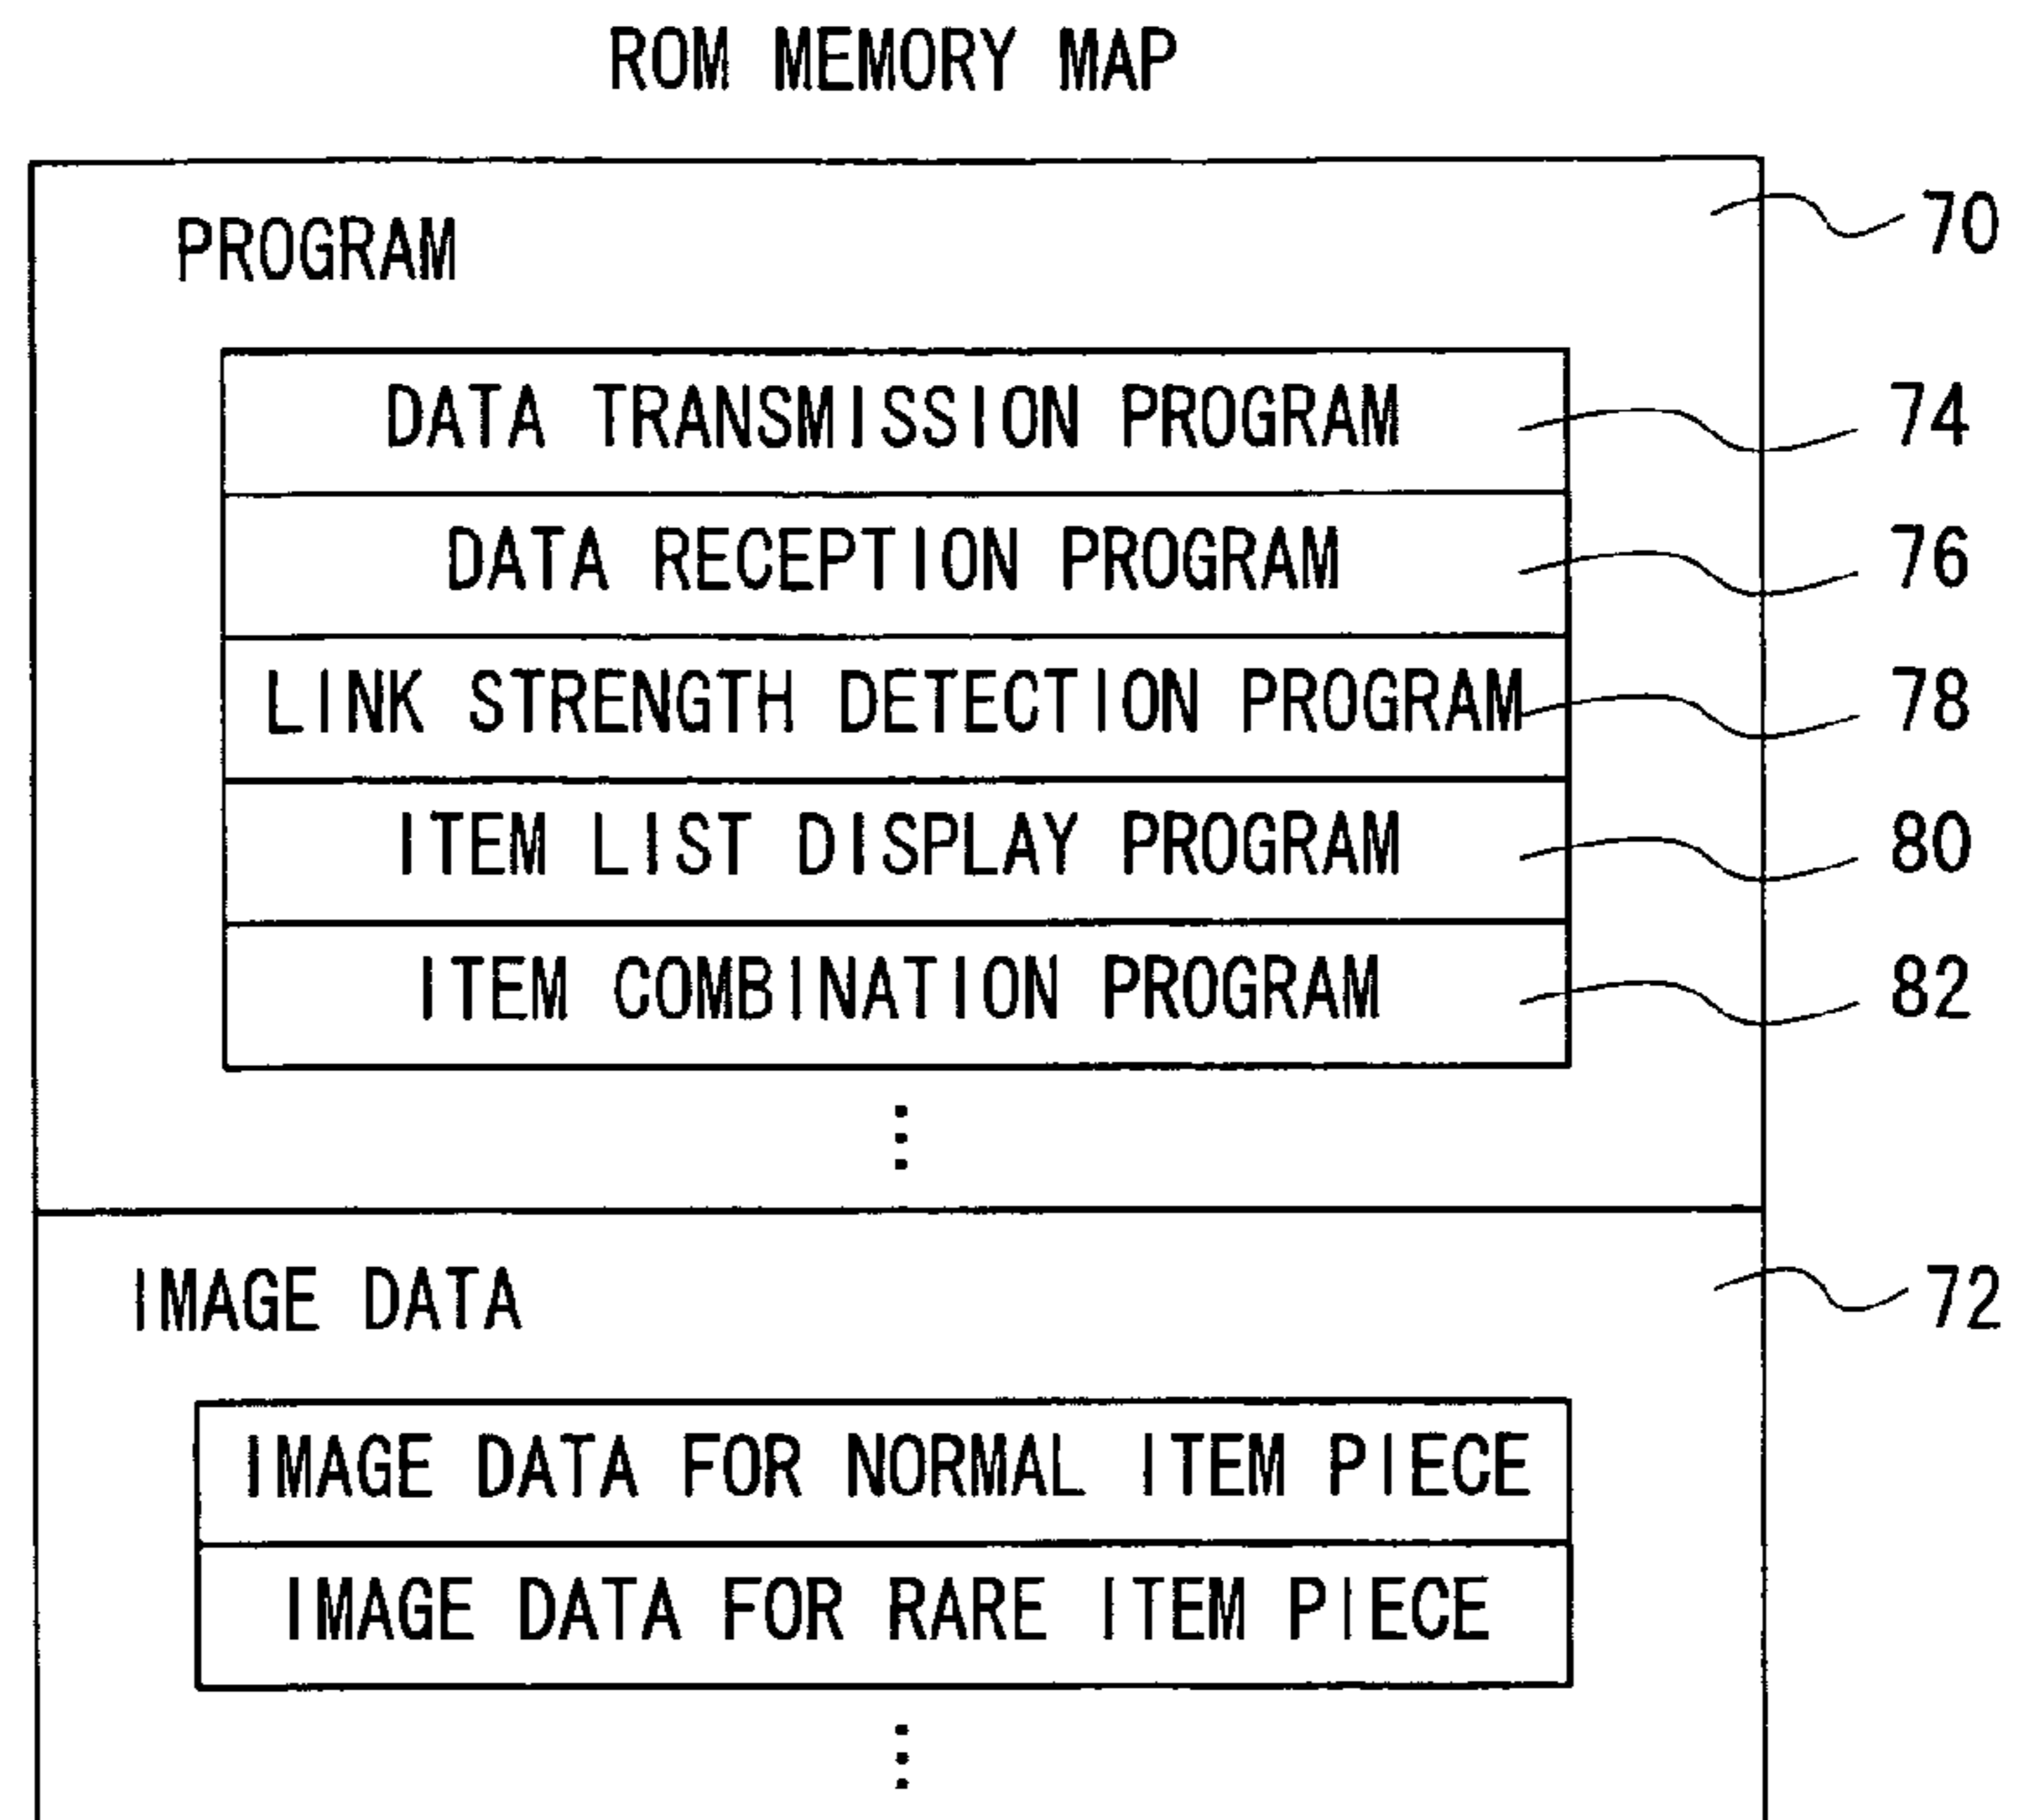 ROM MEMORY MAP
PROGRAM
70
DATA TRANSMISSION PROGRAM
74
DATA RECEPTION PROGRAM
76
LINK STRENGTH DETECTION PROGRAM
78
ITEM LIST DISPLAY PROGRAM
80
ITEM COMBINATION PROGRAM
82
IMAGE DATA
72
IMAGE DATA FOR NORMAL ITEM PIECE
IMAGE DATA FOR RARE ITEM PIECE